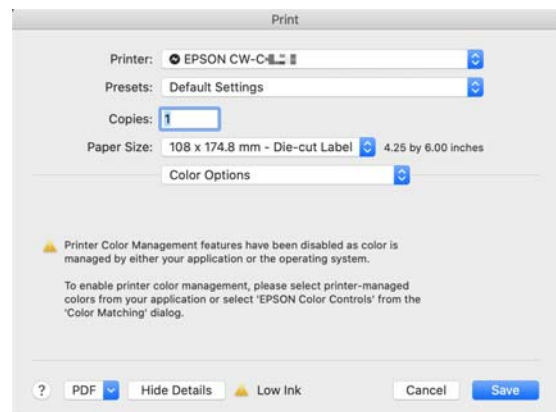 Print
Printer: EPSON CW-C
Presets: Default Settings
Copies: 1
Paper Size: 108 x 174.8 mm - Die-cut Label 4.25 by 6.00 inches
Color Options
Printer Color Management features have been disabled as color is
managed by either your application or the operating system.
To enable printer color management, please select printer-managed
colors from your application or select 'EPSON Color Controls' from the
'Color Matching' dialog.
? PDF Hide Details Low Ink Cancel Save